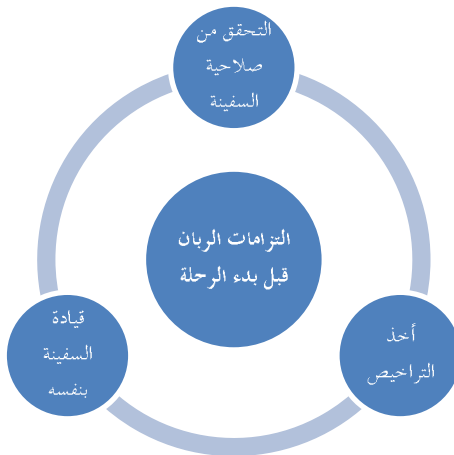 التحقق من
صلاحية
السفينة
التزامات الربان
قبل بدء الرحلة
أخذ
التراخيص
قيادة
السفينة
بنفسه